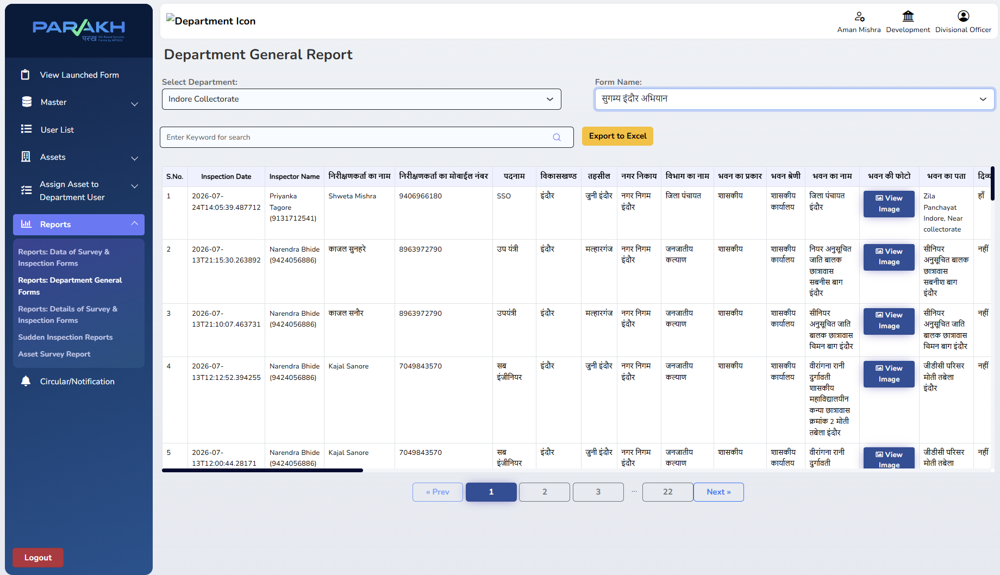 PARAKH
परख GIS Based Dynamic
Forms by MPSSDI
View Launched Form
Master
User List
Assets
Assign Asset to
Department User
Reports
Reports: Data of Survey &
Inspection Forms
Reports: Department General
Forms
Reports: Details of Survey &
Inspection Forms
Sudden Inspection Reports
Asset Survey Report
Circular/Notification
Logout
Department Icon
Aman Mishra Development Divisional Officer
Department General Report
Select Department: Form Name:
Indore Collectorate सुगम्य इंदौर अभियान
Enter Keyword for search Export to Excel
S.No. Inspection Date Inspector Name निरीक्षणकर्ता का नाम निरीक्षणकर्ता का मोबाईल नंबर पदनाम विकासखण्ड तहसील नगर निकाय विभाग का नाम भवन का प्रकार भवन श्रेणी भवन का नाम भवन की फोटो भवन का पता
1 2026-07- Priyanka Shweta Mishra 9406966180 SSO इंदौर जुनी इंदौर नगर निगम जिला पंचायत शासकीय शासकीय जिला पंचायत View Zila हाँ
24T14:05:39.487712 Tagore इंदौर कार्यालय इंदौर Image Panchayat
(9131712541) Indore, Near
collectorate
2 2026-07- Narendra Bhide काजल सुनहरे 8963972790 उप यंत्री इंदौर मल्हारगंज नगर निगम जनजातीय शासकीय शासकीय नियर अनुसूचित View सीनियर नहीं
13T21:15:30.263892 (9424056886) इंदौर कल्याण कार्यालय जाति बालक Image अनुसूचित बालक
छात्रावास छात्रावास
सबनीस बाग सबनीश बाग
इंदौर इंदौर
3 2026-07- Narendra Bhide काजल सनौर 8963972790 उपयंत्री इंदौर मल्हारगंज नगर निगम जनजातीय शासकीय शासकीय सीनियर View सीनियर नहीं
13T21:10:07.463731 (9424056886) इंदौर कल्याण कार्यालय अनुसूचित जाति Image अनुसूचित जाति
बालक छात्रावास बालक छात्रावास
चिमन बाग इंदौर चिमन बाग इंदौर
4 2026-07- Narendra Bhide Kajal Sanore 7049843570 सब इंदौर जुनी इंदौर नगर निगम जनजातीय शासकीय शासकीय वीरांगना रानी View जीडीसी परिसर नहीं
13T12:12:52.394255 (9424056886) इंजीनियर इंदौर कल्याण कार्यालय दुर्गावती Image मोती तबेला
शासकीय इंदौर
महाविद्यालयीन
कन्या छात्रावास
क्रमांक 2 मोती
तबेला इंदौर
5 2026-07- Narendra Bhide Kajal Sanore 7049843570 सब इंदौर जुनी इंदौर नगर निगम जनजातीय शासकीय शासकीय वीरांगना रानी View जीडीसी परिसर नहीं
13T12:00:44.28171 (9424056886) इंजीनियर इंदौर कल्याण कार्यालय दुर्गावती Image मोती तबेला
« Prev 1 2 3 ... 22 Next »